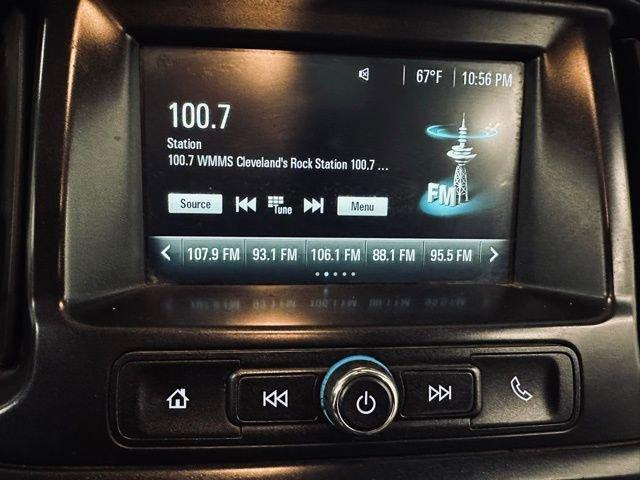 67°F 10:56 PM
100.7
Station
100.7 WMMS Cleveland's Rock Station 100.7 ...
FM
Source Tune Menu
107.9 FM 93.1 FM 106.1 FM 88.1 FM 95.5 FM